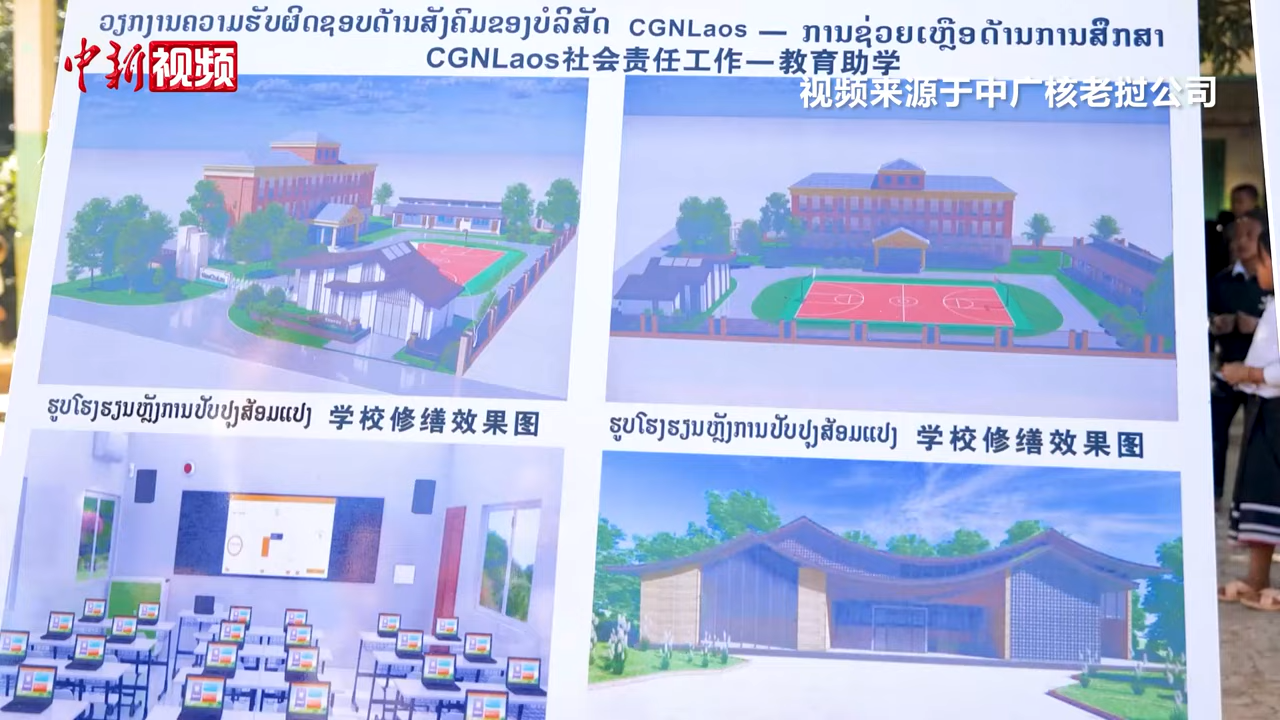 ວຽກງານຄວາມຮັບຜິດຊອບດ້ານສັງຄົມຂອງບໍລິສັດ CGNLaos — ການຊ່ວຍເຫຼືອດ້ານການສຶກສາ
中新视频
CGNLaos社会责任工作—教育助学
视频来源于中广核老挝公司
ຮູບໂຮງຮຽນຫຼັງການປັບປຸງສ້ອມແປງ 学校修缮效果图
ຮູບໂຮງຮຽນຫຼັງການປັບປຸງສ້ອມແປງ 学校修缮效果图